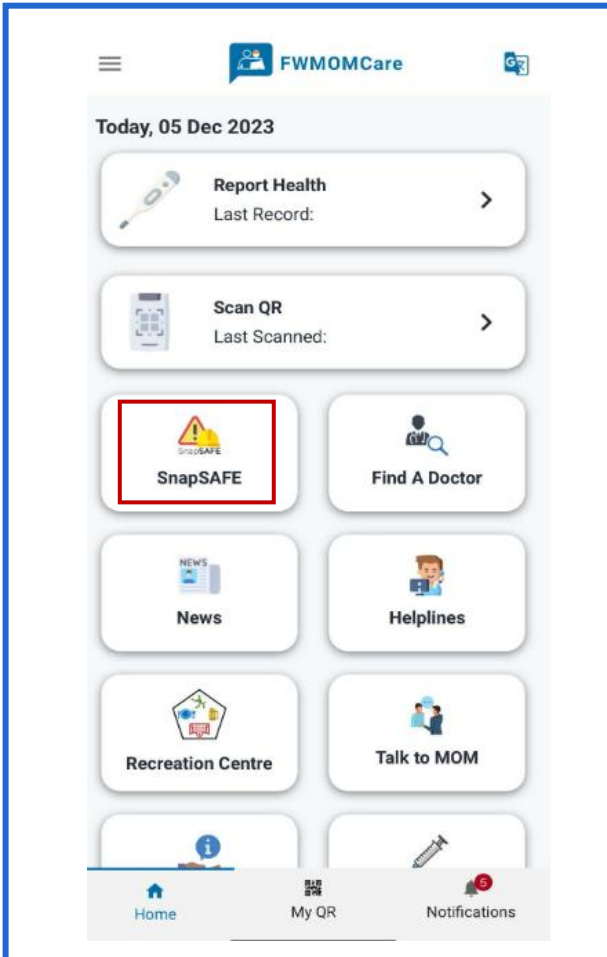 FWMOMCare
Today, 05 Dec 2023
Report Health
Last Record:
Scan QR
Last Scanned:
SnapSAFE
SnapSAFE
Find A Doctor
NEWS
News
Helplines
Recreation Centre
Talk to MOM
Home
My QR
5
Notifications